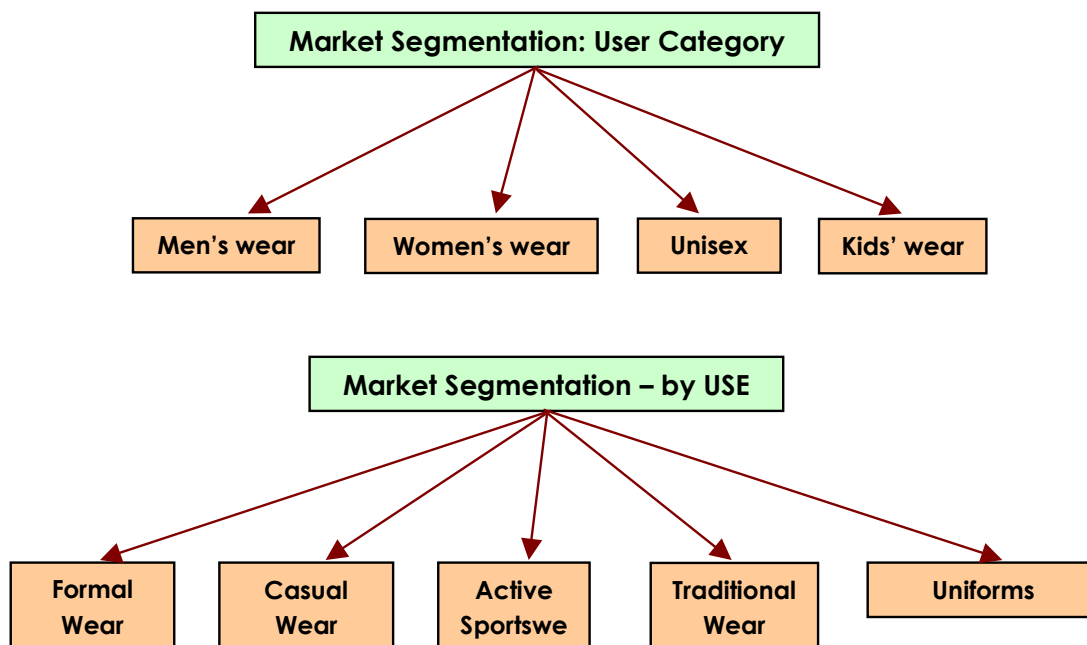 Market Segmentation: User Category
Men’s wear
Women’s wear
Unisex
Kids’ wear
Market Segmentation – by USE
Formal
Wear
Casual
Wear
Active
Sportswe
Traditional
Wear
Uniforms